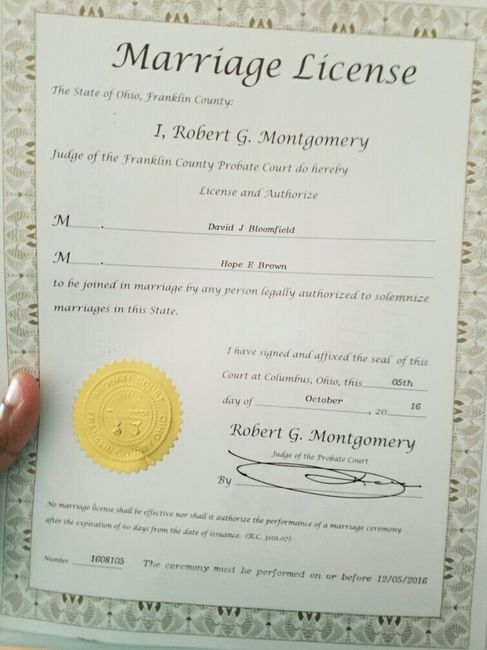 Marriage License
The State of Ohio, Franklin County:
I, Robert G. Montgomery
Judge of the Franklin County Probate Court do hereby
License and Authorize
M . David J Bloomfield
M . Hope E Brown
to be joined in marriage by any person legally authorized to solemnize
marriages in this State.
I have signed and affixed the seal of this
Court at Columbus, Ohio, this 05th
day of October , 20 16
PROBATE COURT
FRANKLIN COUNTY OHIO
Robert G. Montgomery
Judge of the Probate Court
By
No marriage license shall be effective nor shall it authorize the performance of a marriage ceremony
after the expiration of 60 days from the date of issuance. (R.C. 3101.07)
Number 1608105 The ceremony must be performed on or before 12/05/2016